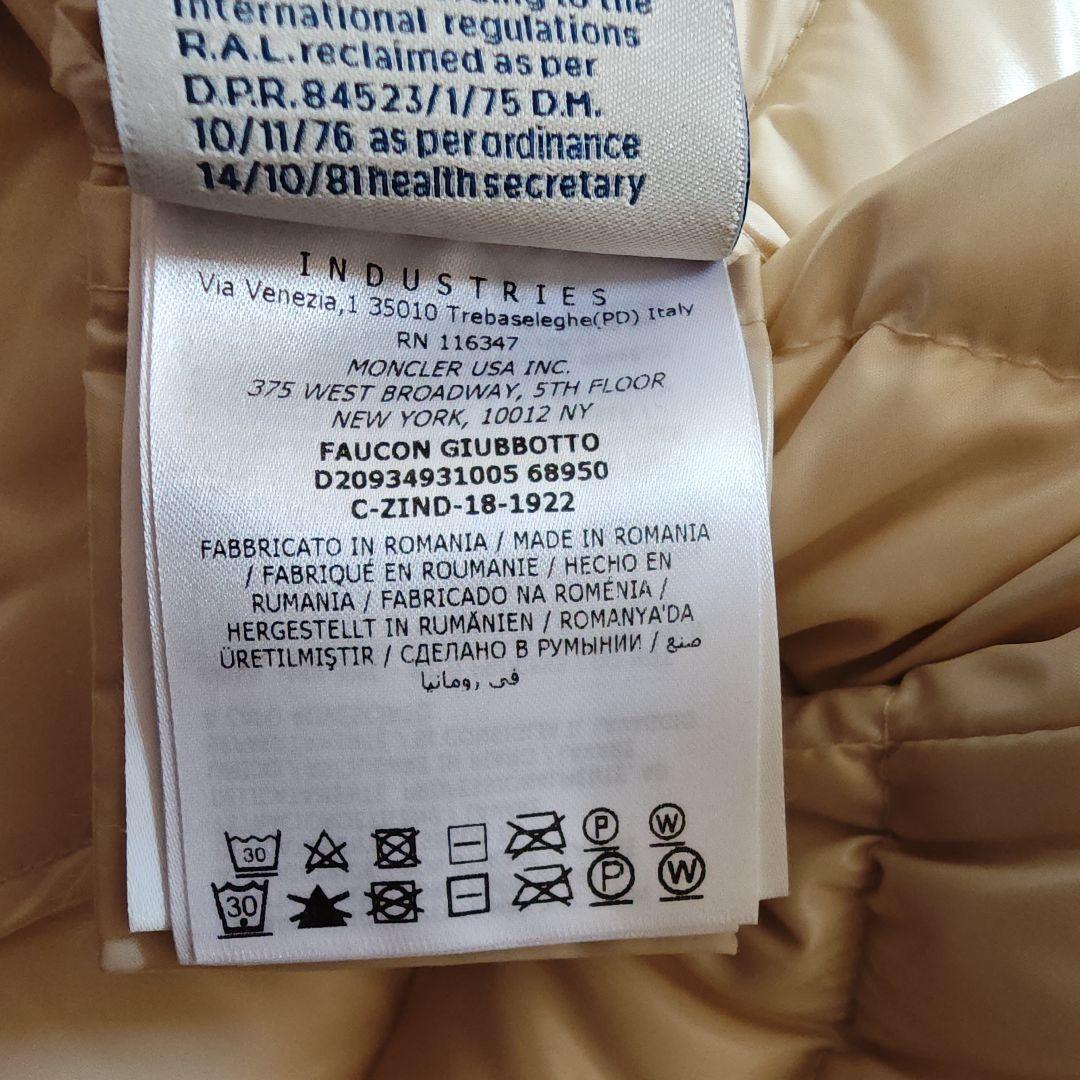 to the
International regulations
R.A.L. reclaimed as per
D.P.R. 84523/1/75 D.M.
10/11/76 as per ordinance
14/10/81 health secretary
INDUSTRIES
Via Venezia,1 35010 Trebaseleghe(PD) Italy
RN 116347
MONCLER USA INC.
375 WEST BROADWAY, 5TH FLOOR
NEW YORK, 10012 NY
FAUCON GIUBBOTTO
D20934931005 68950
C-ZIND-18-1922
FABBRICATO IN ROMANIA / MADE IN ROMANIA
/ FABRIQUÉ EN ROUMANIE / HECHO EN
RUMANIA / FABRICADO NA ROMÉNIA /
HERGESTELLT IN RUMÄNIEN / ROMANYA'DA
ÜRETILMIŞTIR / СДЕЛАНО В РУМЫНИИ / صنع
في رومانيا
30 P W
30 P W